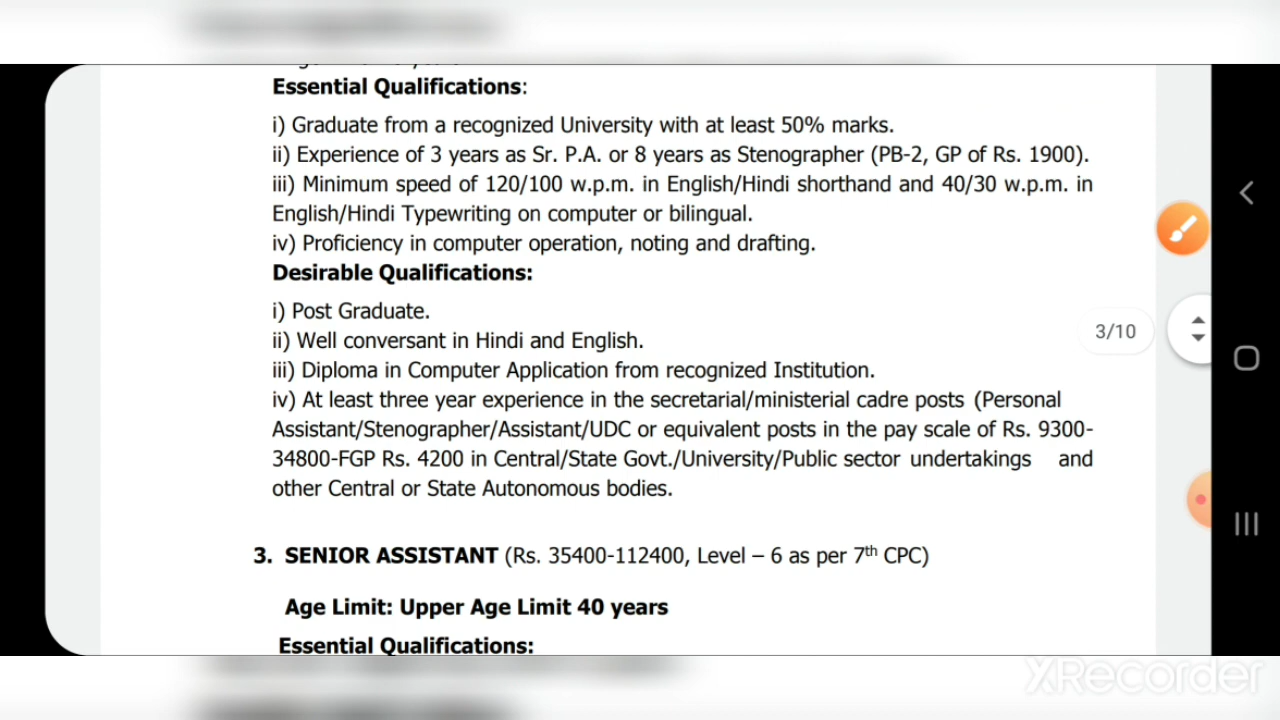 Essential Qualifications:
i) Graduate from a recognized University with at least 50% marks.
ii) Experience of 3 years as Sr. P.A. or 8 years as Stenographer (PB-2, GP of Rs. 1900).
iii) Minimum speed of 120/100 w.p.m. in English/Hindi shorthand and 40/30 w.p.m. in
English/Hindi Typewriting on computer or bilingual.
iv) Proficiency in computer operation, noting and drafting.
Desirable Qualifications:
i) Post Graduate.
ii) Well conversant in Hindi and English.
3/10
iii) Diploma in Computer Application from recognized Institution.
iv) At least three year experience in the secretarial/ministerial cadre posts (Personal
Assistant/Stenographer/Assistant/UDC or equivalent posts in the pay scale of Rs. 9300-
34800-FGP Rs. 4200 in Central/State Govt./University/Public sector undertakings and
other Central or State Autonomous bodies.
3. SENIOR ASSISTANT (Rs. 35400-112400, Level – 6 as per 7th CPC)
Age Limit: Upper Age Limit 40 years
Essential Qualifications:
XRecorder